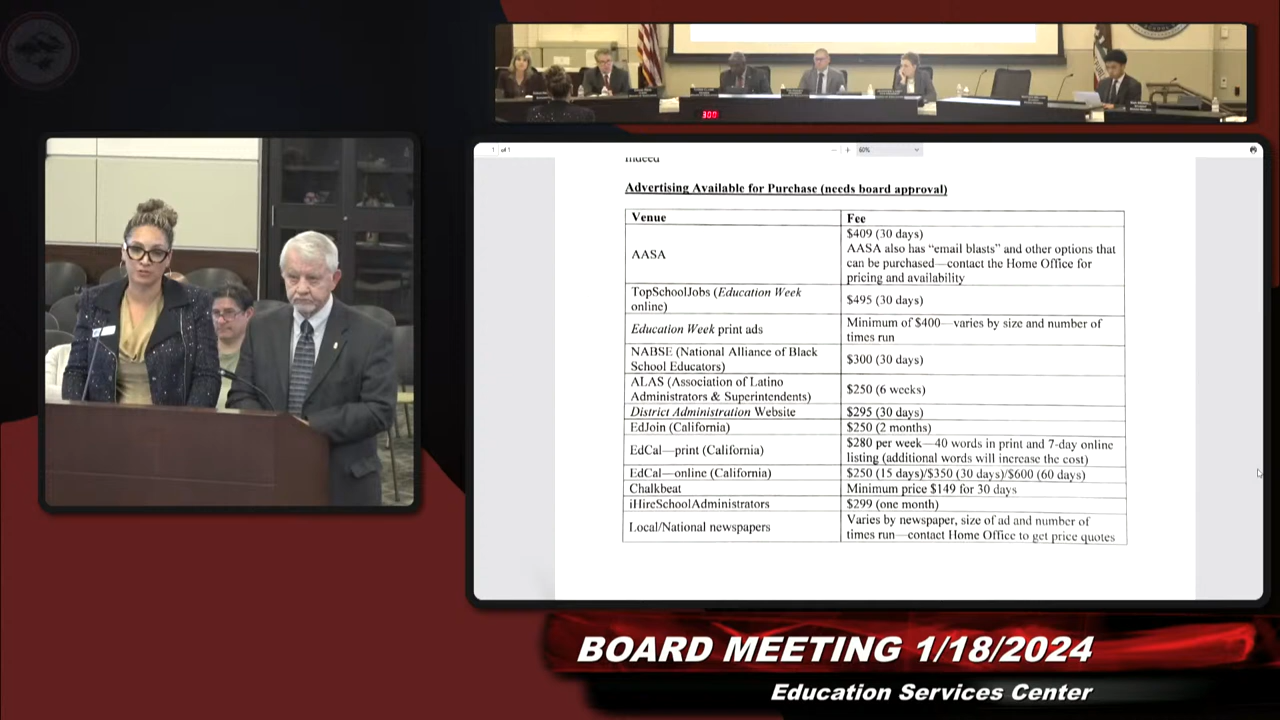 300
1 of 1
60%
Indeed
Advertising Available for Purchase (needs board approval)
Venue
Fee
AASA
$409 (30 days)
AASA also has “email blasts” and other options that
can be purchased—contact the Home Office for
pricing and availability
TopSchoolJobs (Education Week
online)
$495 (30 days)
Education Week print ads
Minimum of $400—varies by size and number of
times run
NABSE (National Alliance of Black
School Educators)
$300 (30 days)
ALAS (Association of Latino
Administrators & Superintendents)
$250 (6 weeks)
District Administration Website
$295 (30 days)
EdJoin (California)
$250 (2 months)
EdCal—print (California)
$280 per week—40 words in print and 7-day online
listing (additional words will increase the cost)
EdCal—online (California)
$250 (15 days)/$350 (30 days)/$600 (60 days)
Chalkbeat
Minimum price $149 for 30 days
iHireSchoolAdministrators
$299 (one month)
Local/National newspapers
Varies by newspaper, size of ad and number of
times run—contact Home Office to get price quotes
BOARD MEETING 1/18/2024
Education Services Center